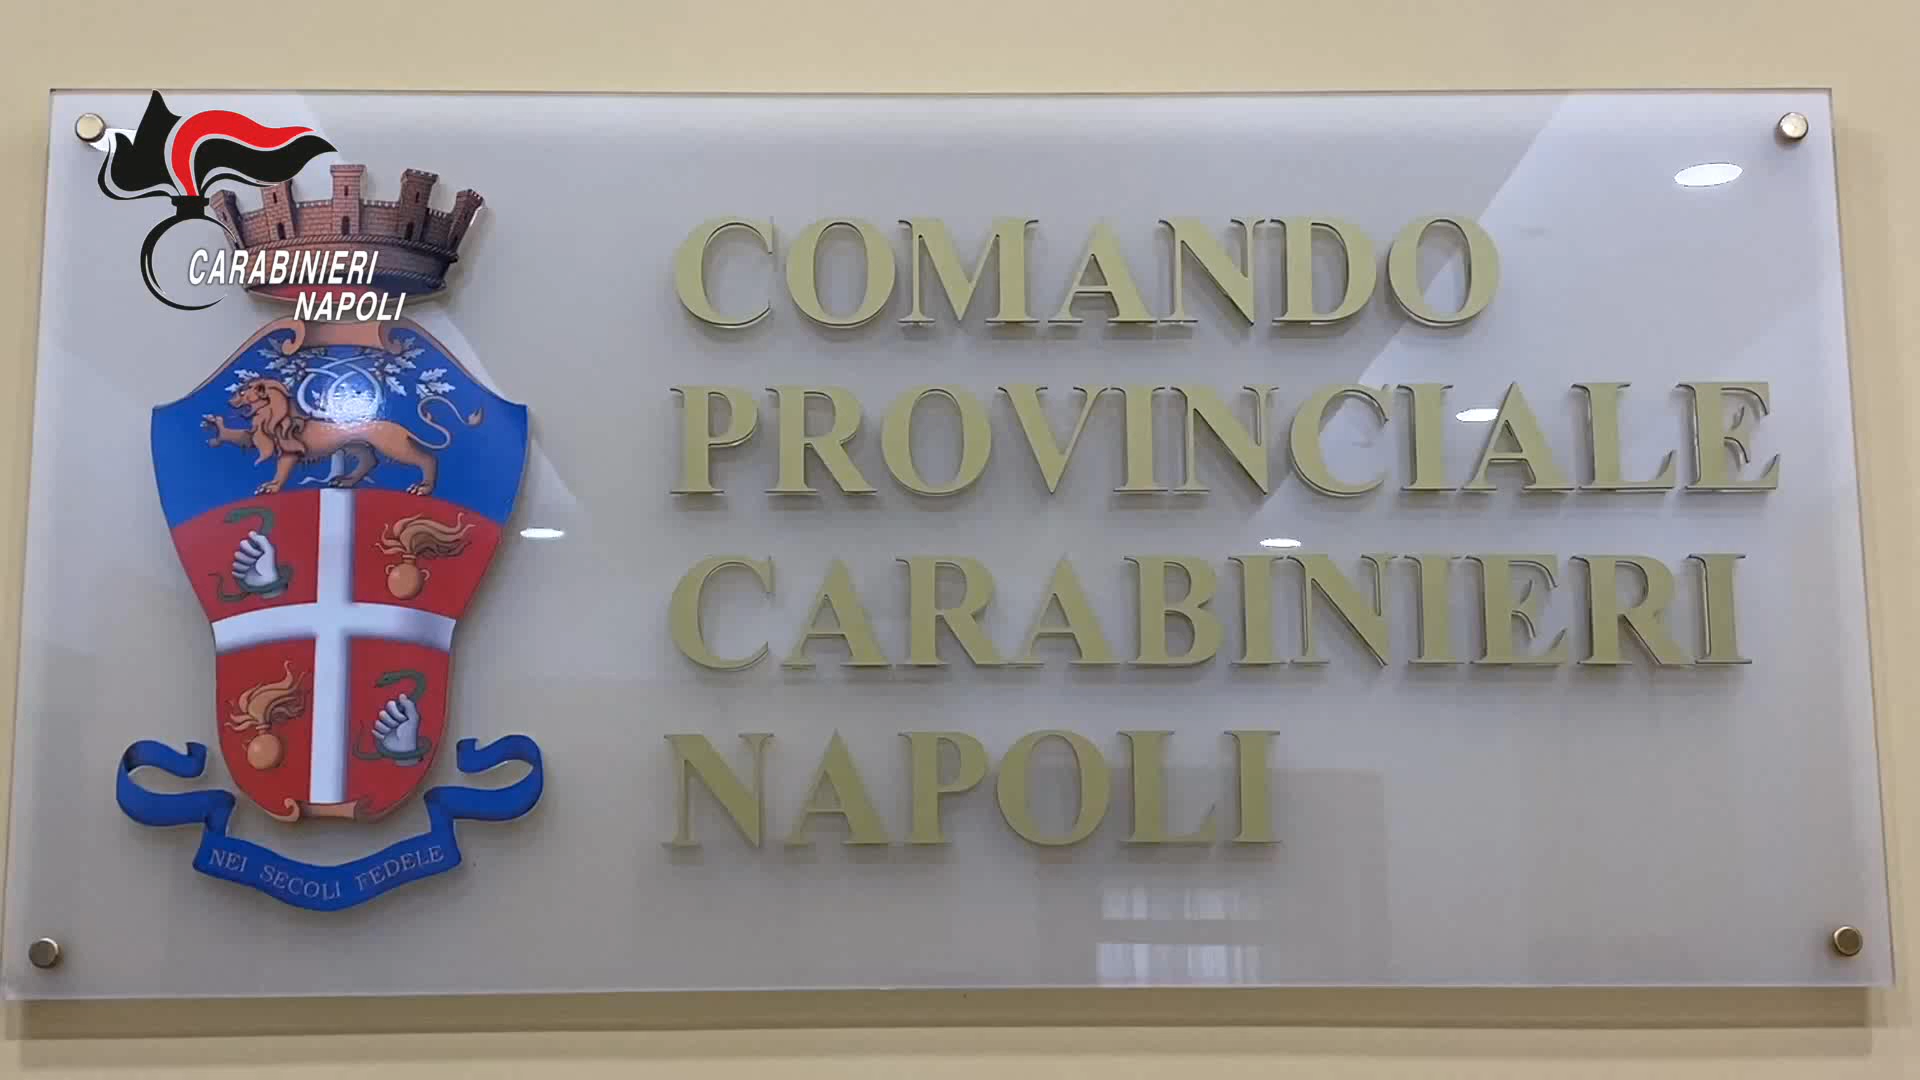 CARABINIERI
NAPOLI
COMANDO
PROVINCIALE
CARABINIERI
NAPOLI
NEI SECOLI FEDELE